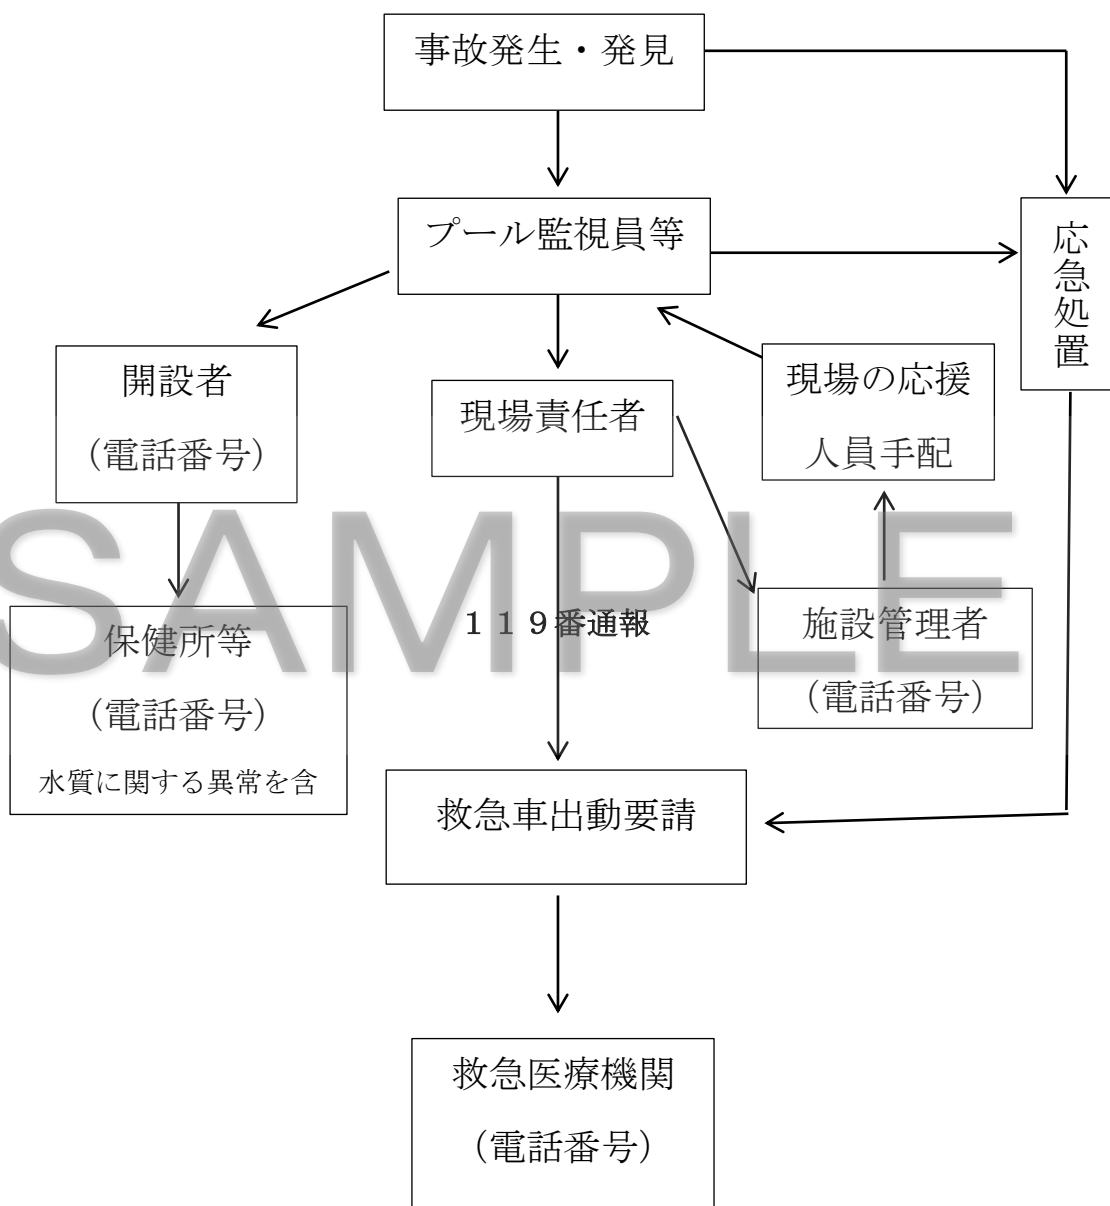 事故発生・発見
プール監視員等
応急処置
開設者
(電話番号)
現場責任者
現場の応援
人員手配
SAMPLE
119番通報
保健所等
(電話番号)
水質に関する異常を含
施設管理者
(電話番号)
救急車出動要請
救急医療機関
(電話番号)